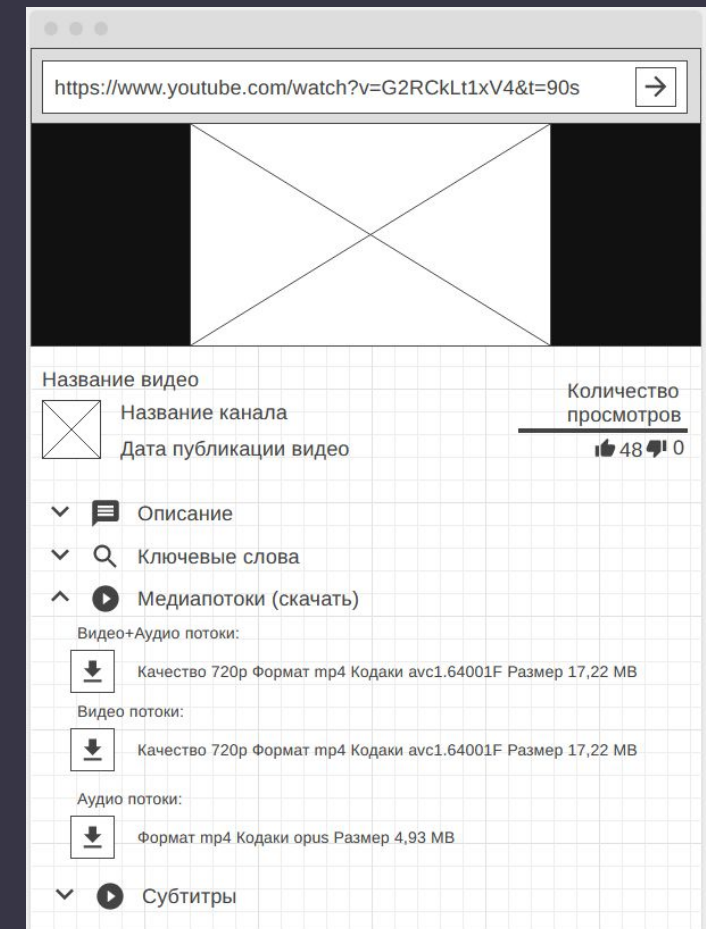 https://www.youtube.com/watch?v=G2RCkLt1xV4&t=90s
Название видео
Название канала
Дата публикации видео
Количество
просмотров
48 0
Описание
Ключевые слова
Медиапотоки (скачать)
Видео+Аудио потоки:
Качество 720p Формат mp4 Кодаки avc1.64001F Размер 17,22 MB
Видео потоки:
Качество 720p Формат mp4 Кодаки avc1.64001F Размер 17,22 MB
Аудио потоки:
Формат mp4 Кодаки opus Размер 4,93 MB
Субтитры